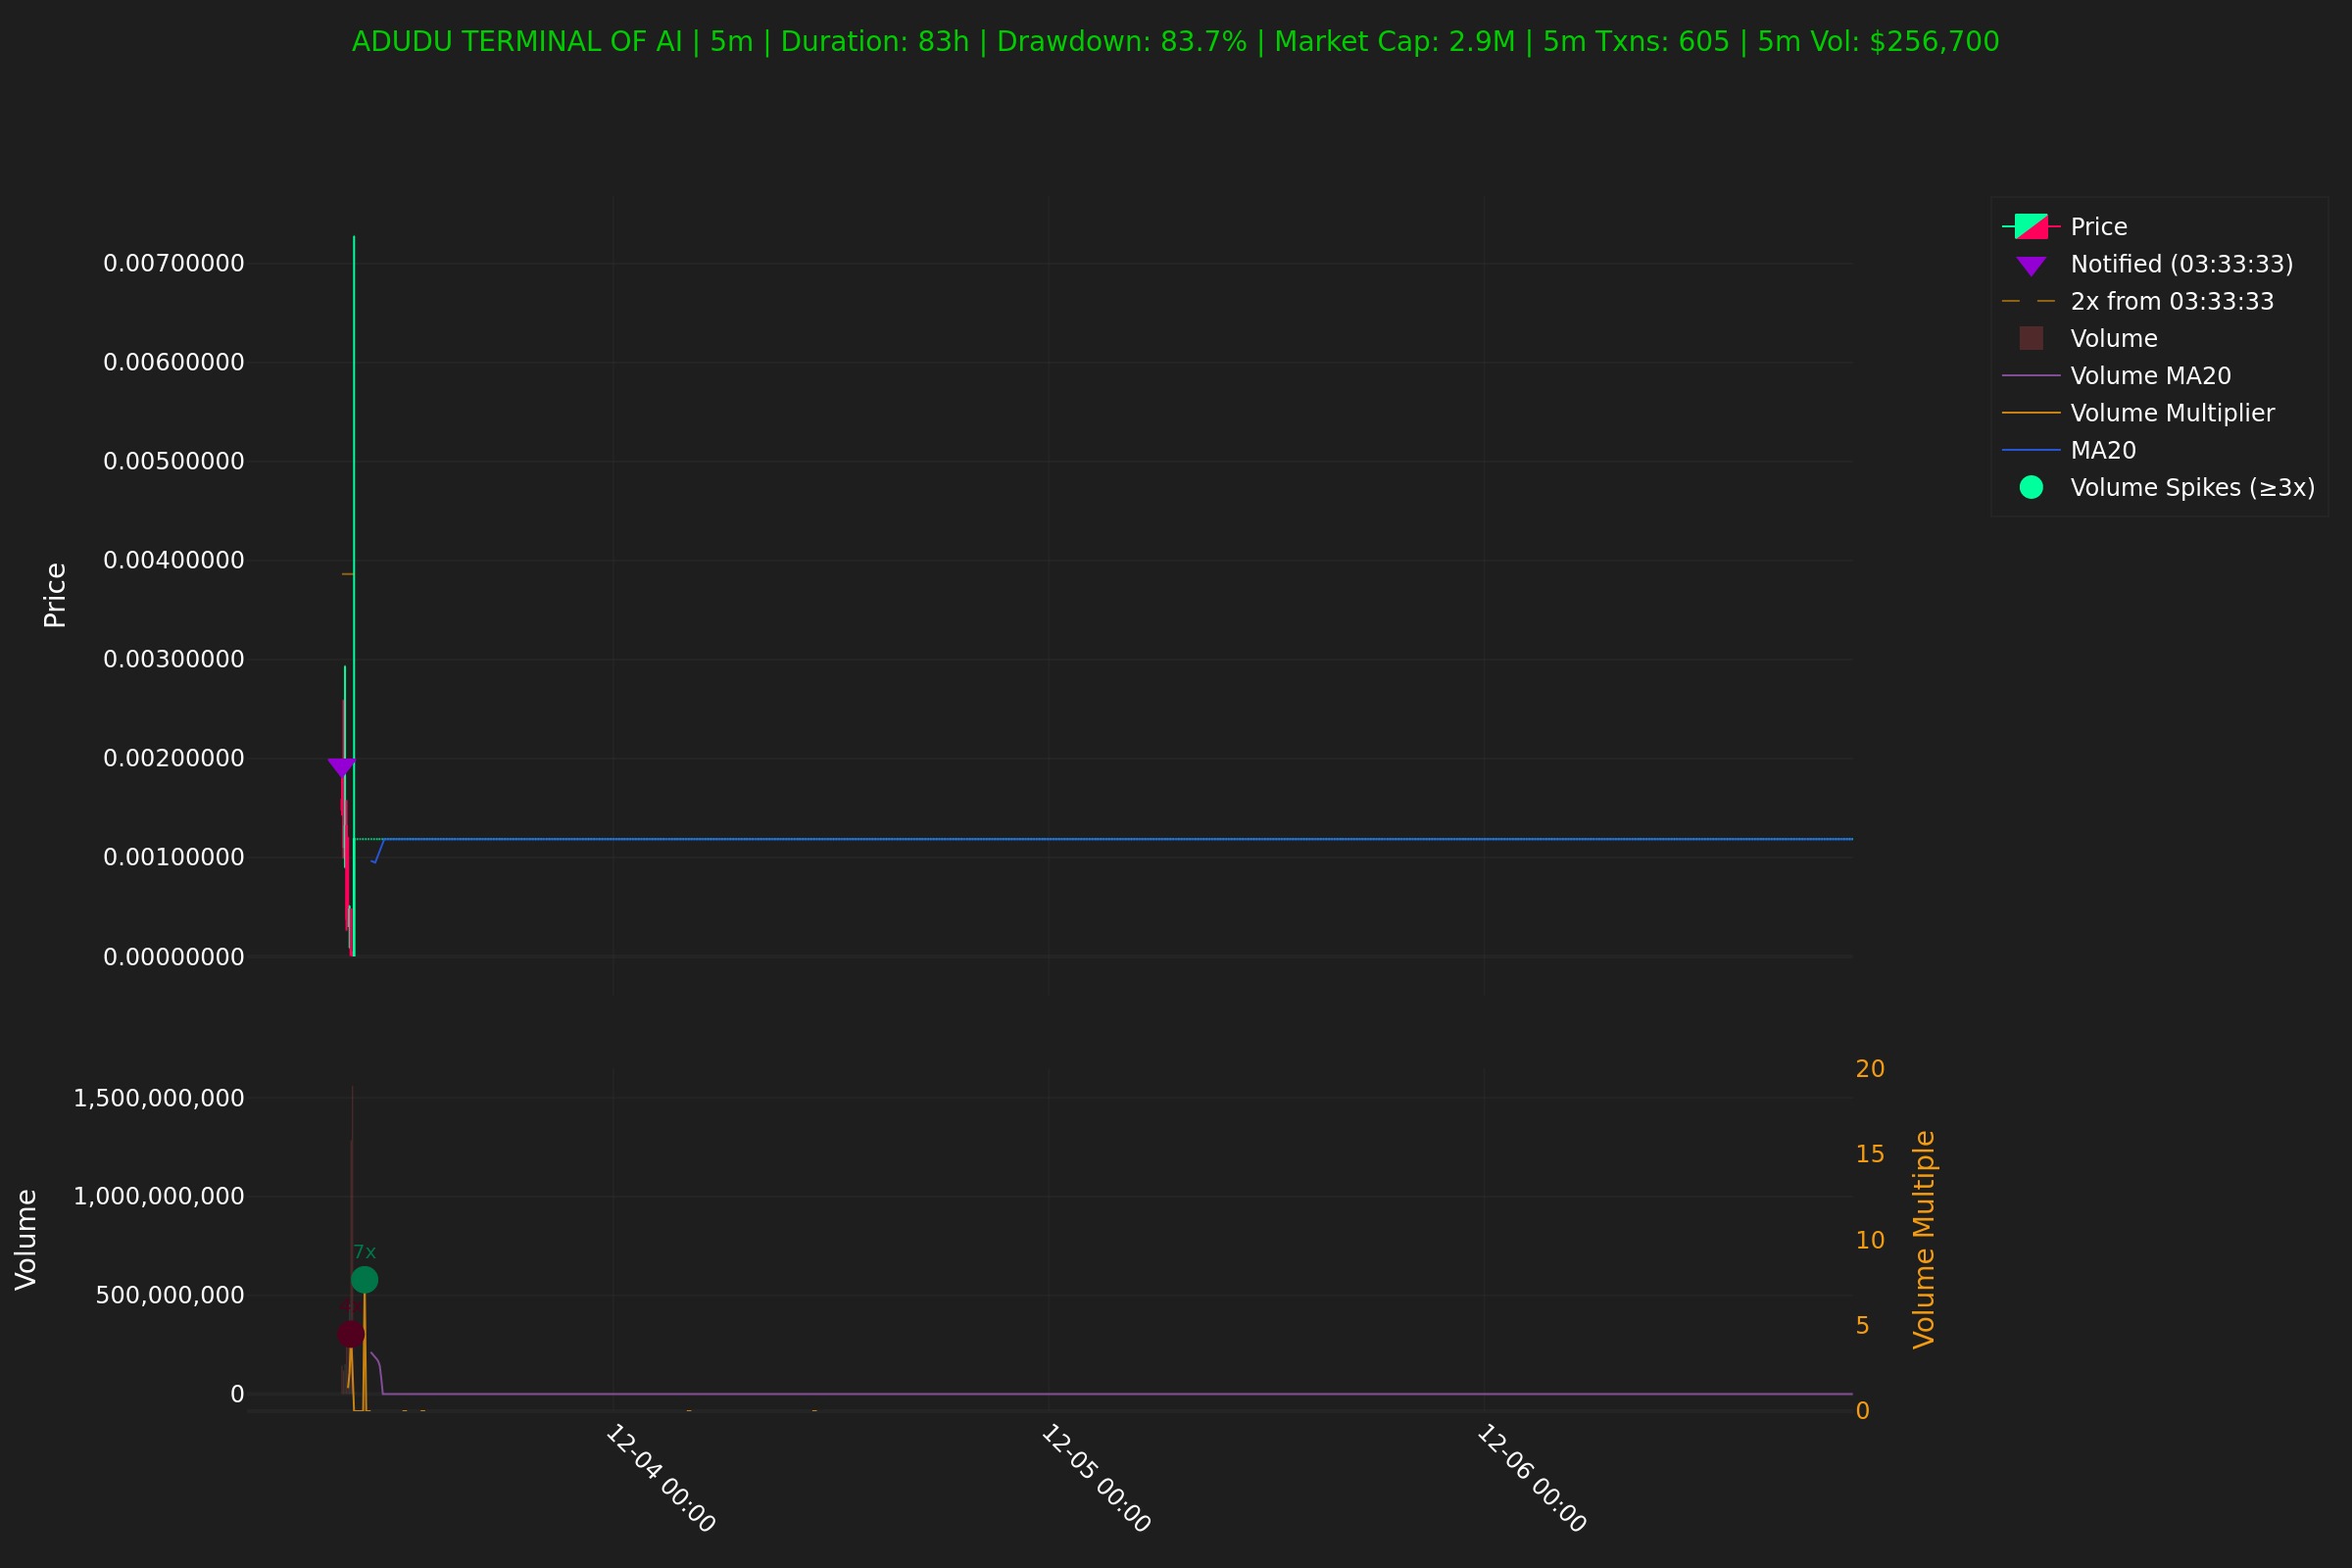 ADUDU TERMINAL OF AI | 5m | Duration: 83h | Drawdown: 83.7% | Market Cap: 2.9M | 5m Txns: 605 | 5m Vol: $256,700
Price
0.00700000
0.00600000
0.00500000
0.00400000
0.00300000
0.00200000
0.00100000
0.00000000
Price
Notified (03:33:33)
2x from 03:33:33
Volume
Volume MA20
Volume Multiplier
MA20
Volume Spikes (≥3x)
Volume
1,500,000,000
1,000,000,000
500,000,000
0
7x
20
15
10
5
0
Volume Multiple
12-04 00:00
12-05 00:00
12-06 00:00